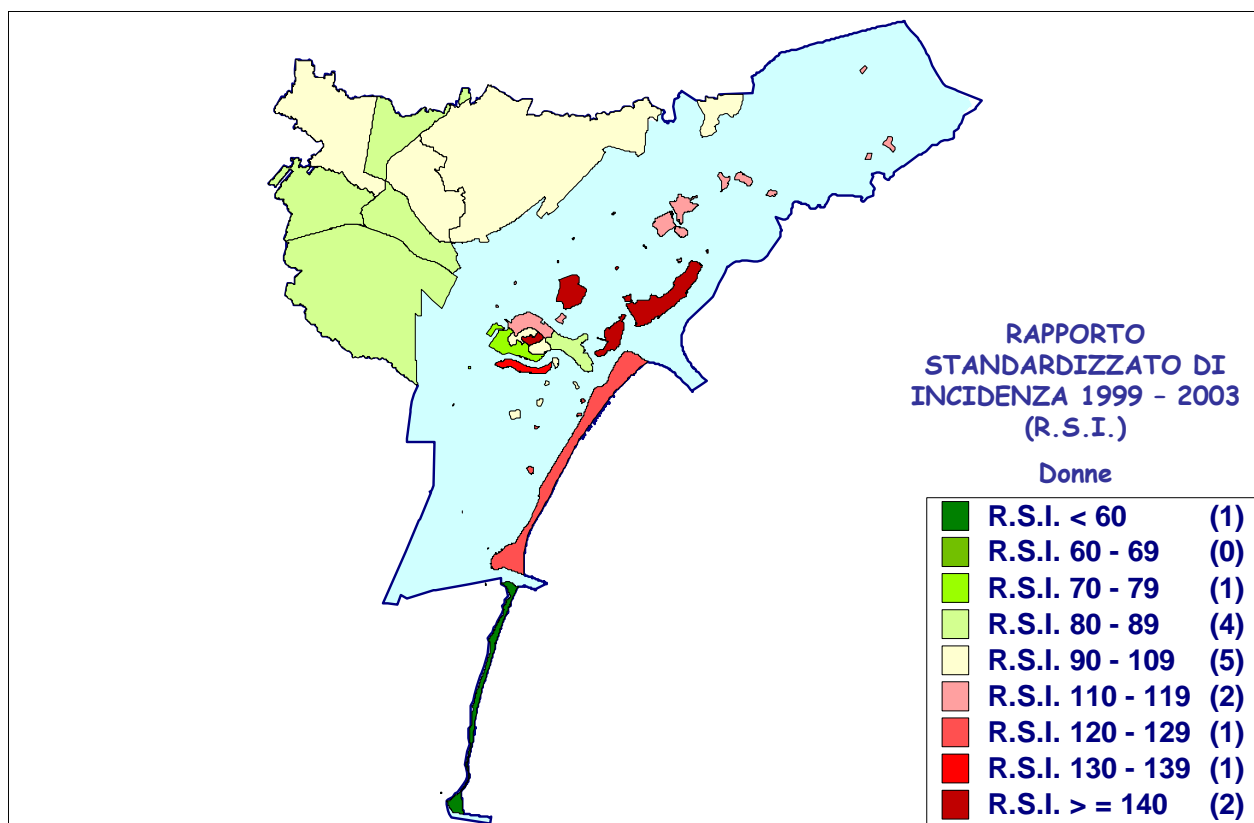 RAPPORTO
STANDARDIZZATO DI
INCIDENZA 1999 - 2003
(R.S.I.)
Donne
R.S.I. < 60 (1)
R.S.I. 60 - 69 (0)
R.S.I. 70 - 79 (1)
R.S.I. 80 - 89 (4)
R.S.I. 90 - 109 (5)
R.S.I. 110 - 119 (2)
R.S.I. 120 - 129 (1)
R.S.I. 130 - 139 (1)
R.S.I. > = 140 (2)